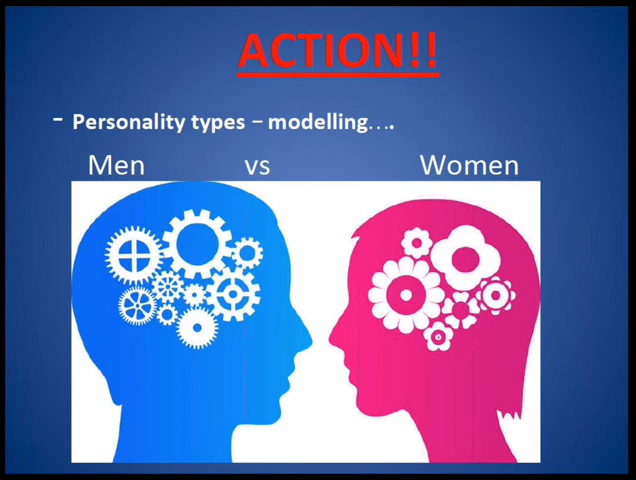 ACTION!!
- Personality types – modelling….
Men vs Women